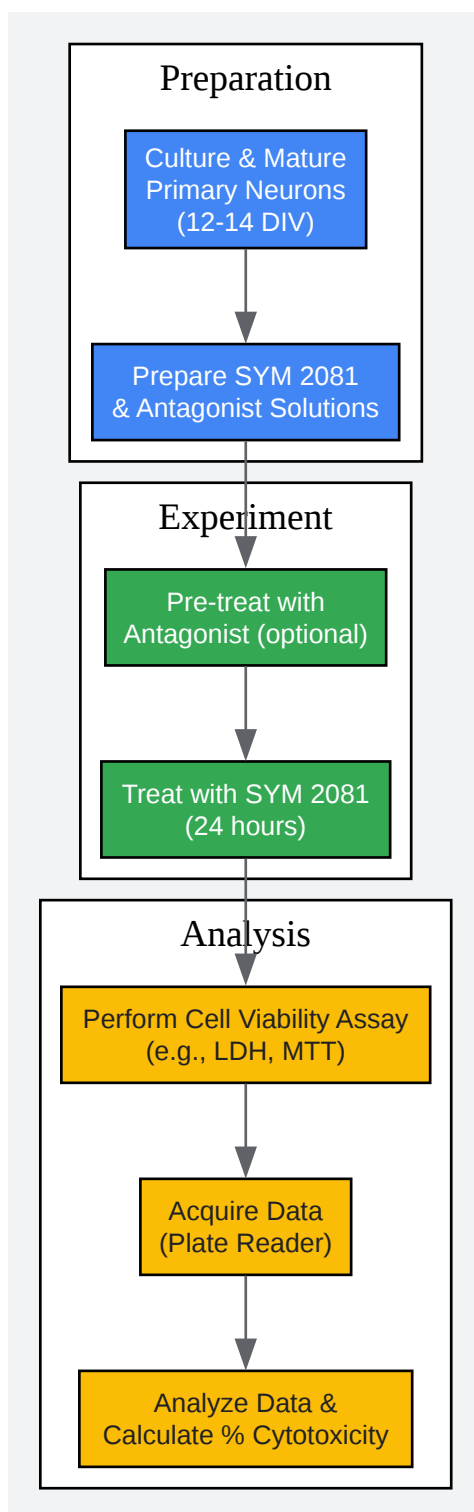 Preparation
Culture & Mature
Primary Neurons
(12-14 DIV)
Prepare SYM 2081
& Antagonist Solutions
Experiment
Pre-treat with
Antagonist (optional)
Treat with SYM 2081
(24 hours)
Analysis
Perform Cell Viability Assay
(e.g., LDH, MTT)
Acquire Data
(Plate Reader)
Analyze Data &
Calculate % Cytotoxicity